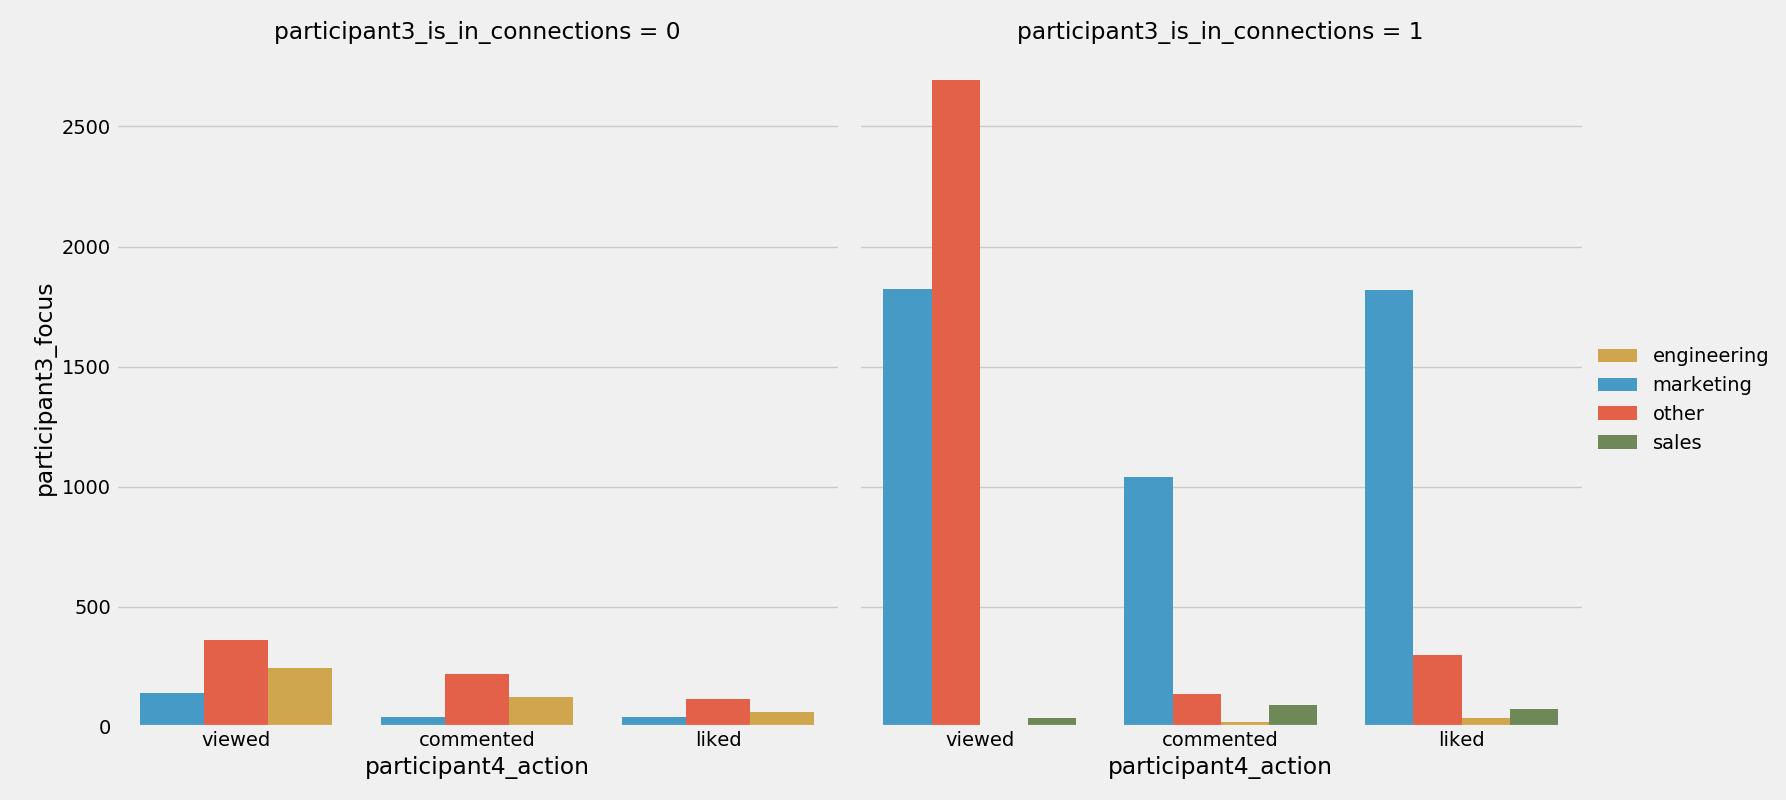 participant3_is_in_connections = 0
participant3_is_in_connections = 1
participant3_focus
2500
2000
1500
1000
500
0
viewed
commented
liked
viewed
commented
liked
participant4_action
participant4_action
engineering
marketing
other
sales